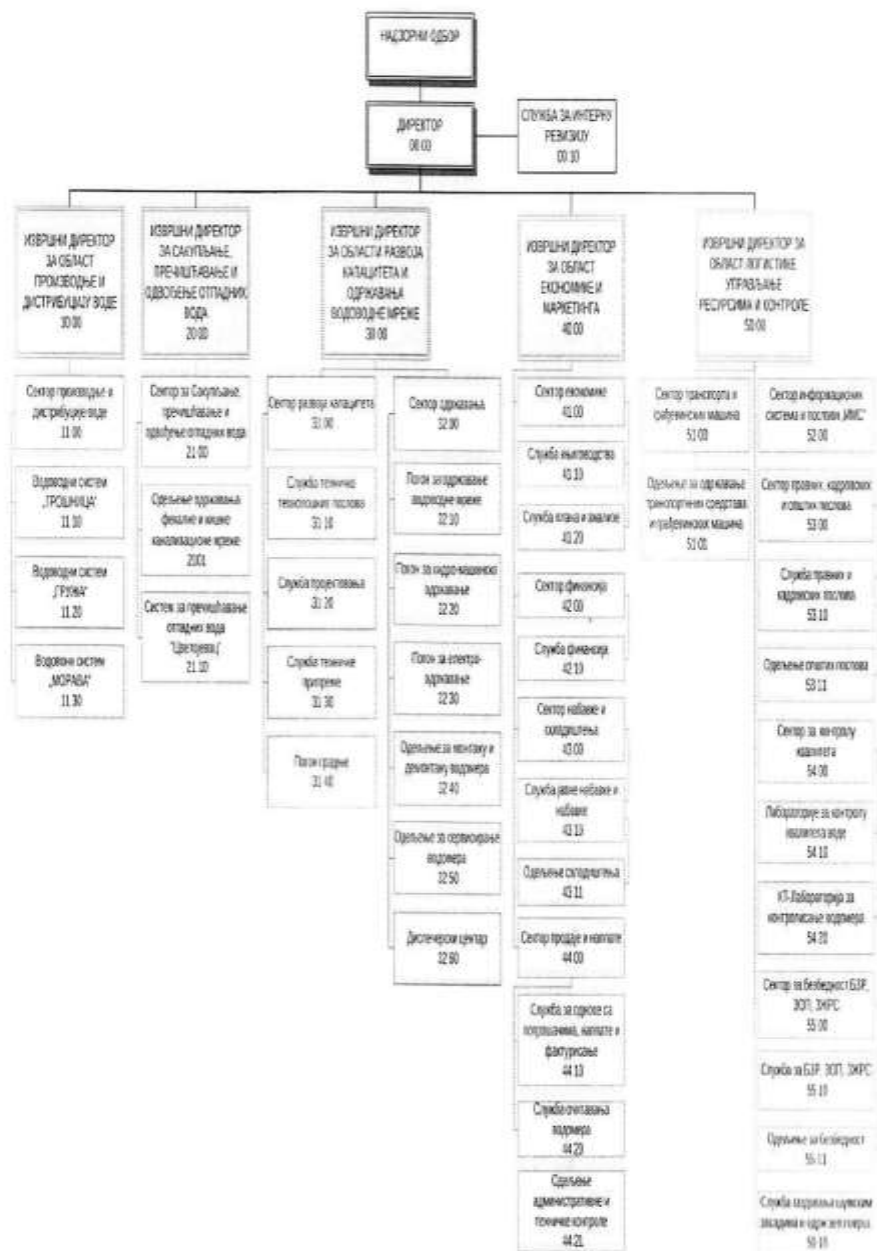 НАДЗОРНИ ОДБОР
ДИРЕКТОР
00.00
СЛУЖБА ЗА ИНТЕРНУ
РЕВИЗИЈУ
00.10
ИЗВРШНИ ДИРЕКТОР
ЗА ОБЛАСТ
ПРОИЗВОДЊЕ И
ДИСТРИБУЦИЈУ ВОДЕ
10.00
ИЗВРШНИ ДИРЕКТОР
ЗА САКУПЉАЊЕ,
ПРЕЧИШЋАВАЊЕ И
ОДВОЂЕЊЕ ОТПАДНИХ
ВОДА
20.00
ИЗВРШНИ ДИРЕКТОР
ЗА ОБЛАСТИ РАЗВОЈА
КАПАЦИТЕТА И
ОДРЖАВАЊА
ВОДОВОДНЕ МРЕЖЕ
30.00
ИЗВРШНИ ДИРЕКТОР
ЗА ОБЛАСТ
ЕКОНОМИКЕ И
МАРКЕТИНГА
40.00
ИЗВРШНИ ДИРЕКТОР ЗА
ОБЛАСТ ЛОГИСТИКЕ
УПРАВЉАЊЕ
РЕСУРСИМА И КОНТРОЛЕ
50.00
Сектор производње и
дистрибуције воде
11.00
Водоводни систем
„ГРОШНИЦА“
11.10
Водоводни систем
„ГРУЖА“
11.20
Водовони систем
„МОРАВА“
11.30
Сектор за Сакупљање,
пречишћавање и
одвођење отпадних вода
21.00
Одељење одржавања
фекалне и кишне
канализационе мреже
2001
Систем за пречишћавање
отпадних вода
"Цветојевац"
21.10
Сектор развоја капацитета
31.00
Служба техничко
технолошких послова
31.10
Служба пројектовања
31.20
Служба техничке
припреме
31.30
Погон градње
31.40
Сектор одржавања
32.00
Погон за одржавање
водоводне мреже
32.10
Погон за хидро-машинско
одржавање
32.20
Погон за електро-
одржавање
32.30
Одељење за монтажу и
демонтажу водомера
32.40
Одељење за сервисирање
водомера
32.50
Диспечерски центар
32.60
Сектор економике
41.00
Служба књиговодства
41.10
Служба плана и анализе
41.20
Сектор финансија
42.00
Служба финансија
42.10
Сектор набавке и
складиштења
43.00
Служба јавне набавке и
набавке
43.10
Одељење складиштења
43.11
Сектор продаје и наплате
44.00
Служба за односе са
потрошачима, наплате и
фактурисање
44.10
Служба очитавања
водомера
44.20
Одељење
административне и
техничке контроле
44.21
Сектор транспорта и
грађевинских машина
51.00
Одељење за одржавање
транспортних средстава
и грађевинских машина
51.01
Сектор информационих
система и послови „ИМС“
52.00
Сектор правних, кадровских
и општих послова
53.00
Служба правних и
кадровских послова
53.10
Одељење општих послова
53.11
Сектор за контролу
квалитета
54.00
Лабораторије за контролу
квалитета воде
54.10
КТ-Лабораторија за
контролисање водомера
54.20
Сектор за безбедност БЗР,
ЗОП, ЗЖРС
55.00
Служба за БЗР, ЗОП, ЗЖРС
55.10
Одељење за безбедност
55.11
Служба